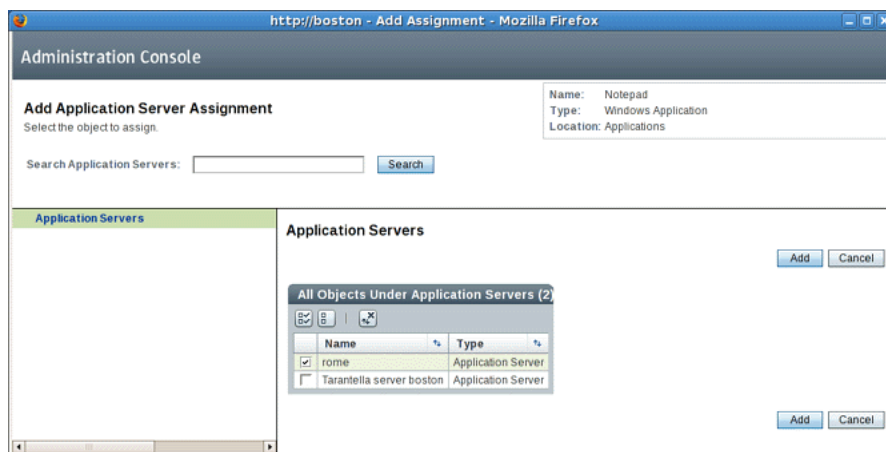 http://boston - Add Assignment - Mozilla Firefox
Administration Console
Add Application Server Assignment
Select the object to assign.
Name: Notepad
Type: Windows Application
Location: Applications
Search Application Servers: Search
Application Servers
Application Servers
Add Cancel
All Objects Under Application Servers (2)
Name Type
rome Application Server
Tarantella server boston Application Server
Add Cancel